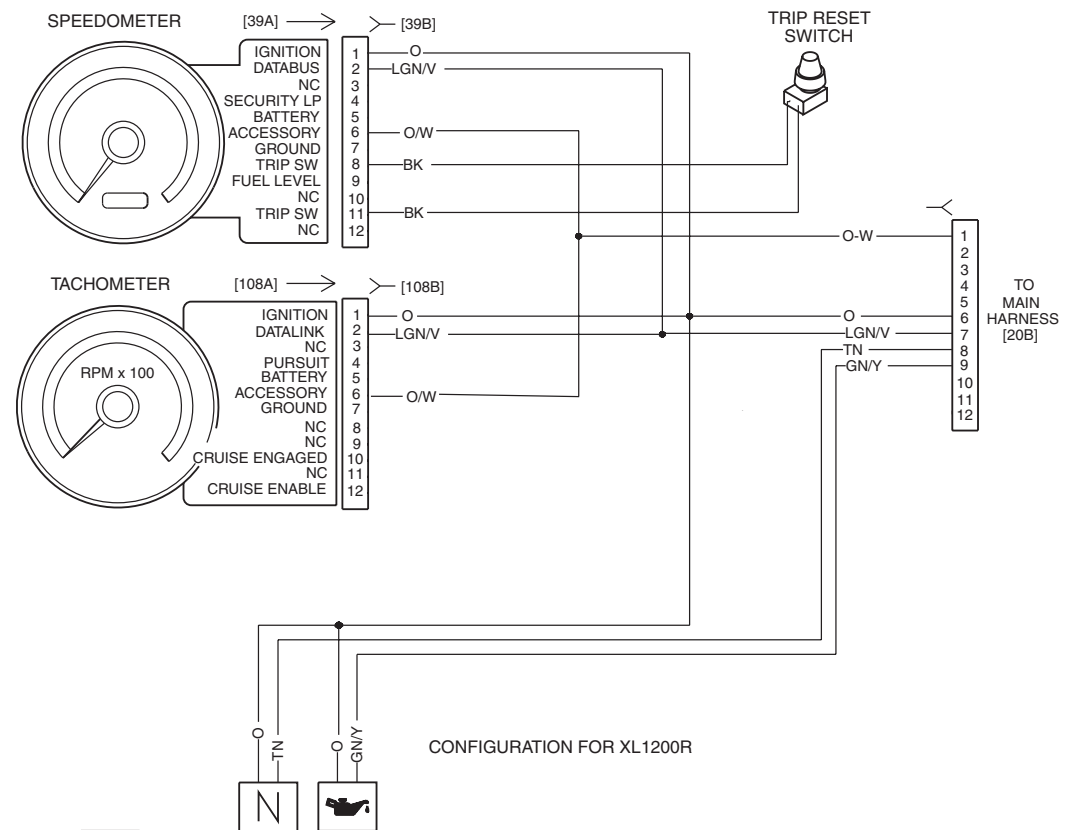 SPEEDOMETER
[39A]
[39B]
IGNITION 1 O
DATABUS 2 LGN/V
NC 3
SECURITY LP 4
BATTERY 5
ACCESSORY 6 O/W
GROUND 7
TRIP SW 8 BK
FUEL LEVEL 9
NC 10
TRIP SW 11 BK
NC 12
TRIP RESET
SWITCH
TACHOMETER
[108A]
[108B]
RPM x 100
IGNITION 1 O
DATALINK 2 LGN/V
NC 3
PURSUIT 4
BATTERY 5
ACCESSORY 6 O/W
GROUND 7
NC 8
NC 9
CRUISE ENGAGED 10
NC 11
CRUISE ENABLE 12
O-W 1
2
3
4
5
O 6
LGN/V 7
TN 8
GN/Y 9
10
11
12
TO
MAIN
HARNESS
[20B]
O
TN
O
GN/Y
CONFIGURATION FOR XL1200R
N